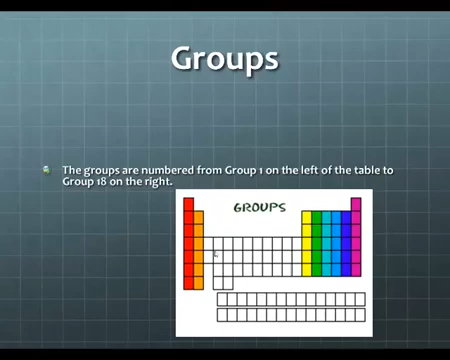 Groups
The groups are numbered from Group 1 on the left of the table to
Group 18 on the right.
GROUPS